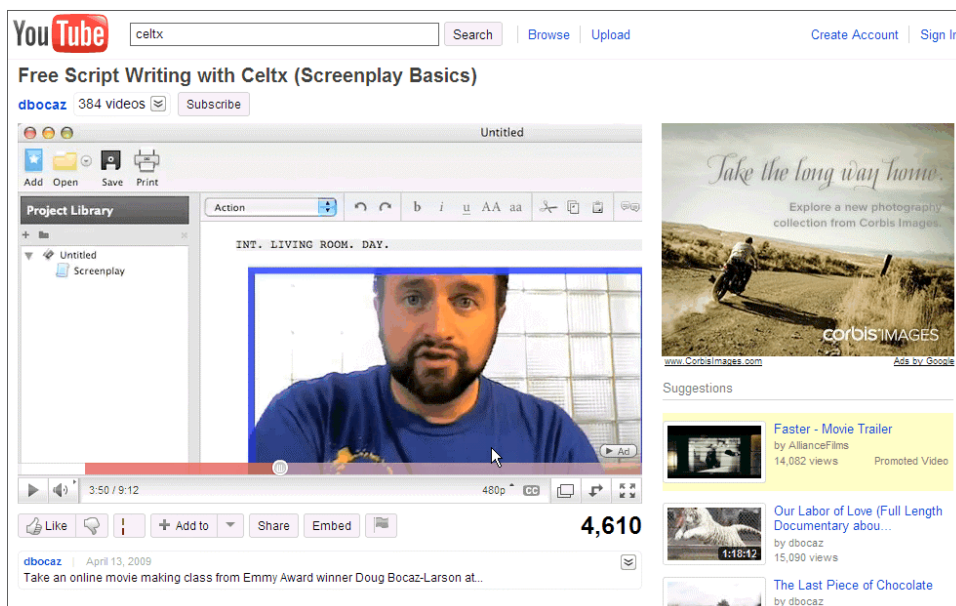 You Tube
celtx
Search
Browse
Upload
Create Account
Sign In
Free Script Writing with Celtx (Screenplay Basics)
dbocaz
384 videos
Subscribe
Untitled
Add Open Save Print
Project Library
Untitled
Screenplay
Action
b i u AA aa
INT. LIVING ROOM. DAY.
Ad
3:50 / 9:12
480p
CC
Like
Add to
Share
Embed
4,610
dbocaz
April 13, 2009
Take an online movie making class from Emmy Award winner Doug Bocaz-Larson at...
Take the long way home.
Explore a new photography
collection from Corbis Images.
corbis IMAGES
www.CorbisImages.com
Ads by Google
Suggestions
Faster - Movie Trailer
by AllianceFilms
14,082 views
Promoted Video
1:18:12
Our Labor of Love (Full Length
Documentary abou...
by dbocaz
15,090 views
The Last Piece of Chocolate
by dbocaz